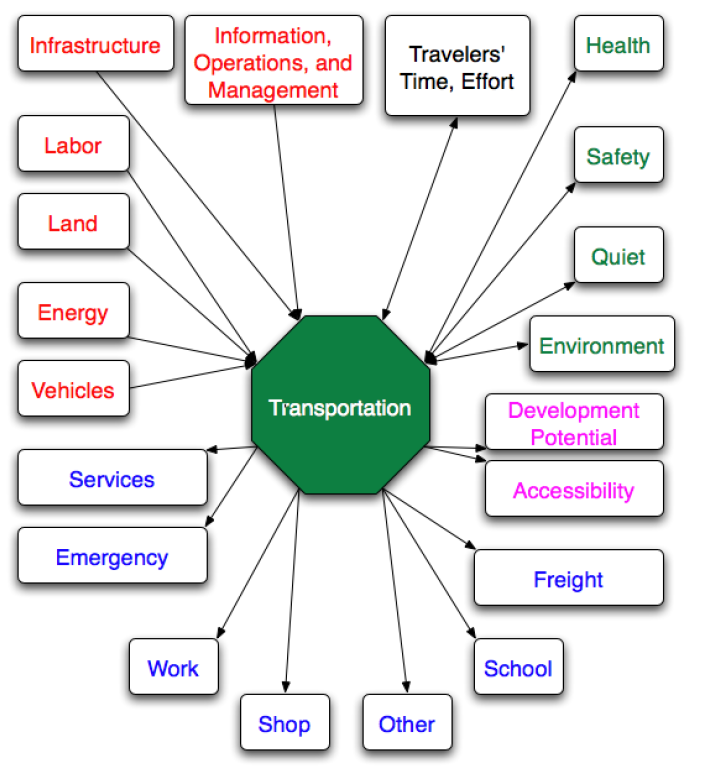 Infrastructure
Information,
Operations, and
Management
Travelers'
Time, Effort
Health
Labor
Safety
Land
Quiet
Energy
Environment
Vehicles
Transportation
Development
Potential
Services
Accessibility
Emergency
Freight
Work
School
Shop
Other